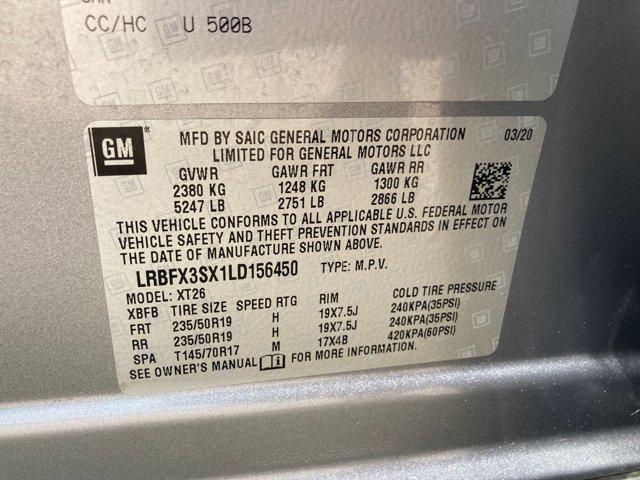 CC/HC U 500B
GM
GM MFD BY SAIC GENERAL MOTORS CORPORATION 03/20
LIMITED FOR GENERAL MOTORS LLC
GVWR GAWR FRT GAWR RR
2380 KG 1248 KG 1300 KG
5247 LB 2751 LB 2866 LB
THIS VEHICLE CONFORMS TO ALL APPLICABLE U.S. FEDERAL MOTOR
VEHICLE SAFETY AND THEFT PREVENTION STANDARDS IN EFFECT ON
THE DATE OF MANUFACTURE SHOWN ABOVE.
LRBFX3SX1LD156450 TYPE: M.P.V.
MODEL: XT26
XBFB TIRE SIZE SPEED RTG RIM COLD TIRE PRESSURE
FRT 235/50R19 H 19X7.5J 240KPA(35PSI)
RR 235/50R19 H 19X7.5J 240KPA(35PSI)
SPA T145/70R17 M 17X4B 420KPA(60PSI)
SEE OWNER'S MANUAL FOR MORE INFORMATION.